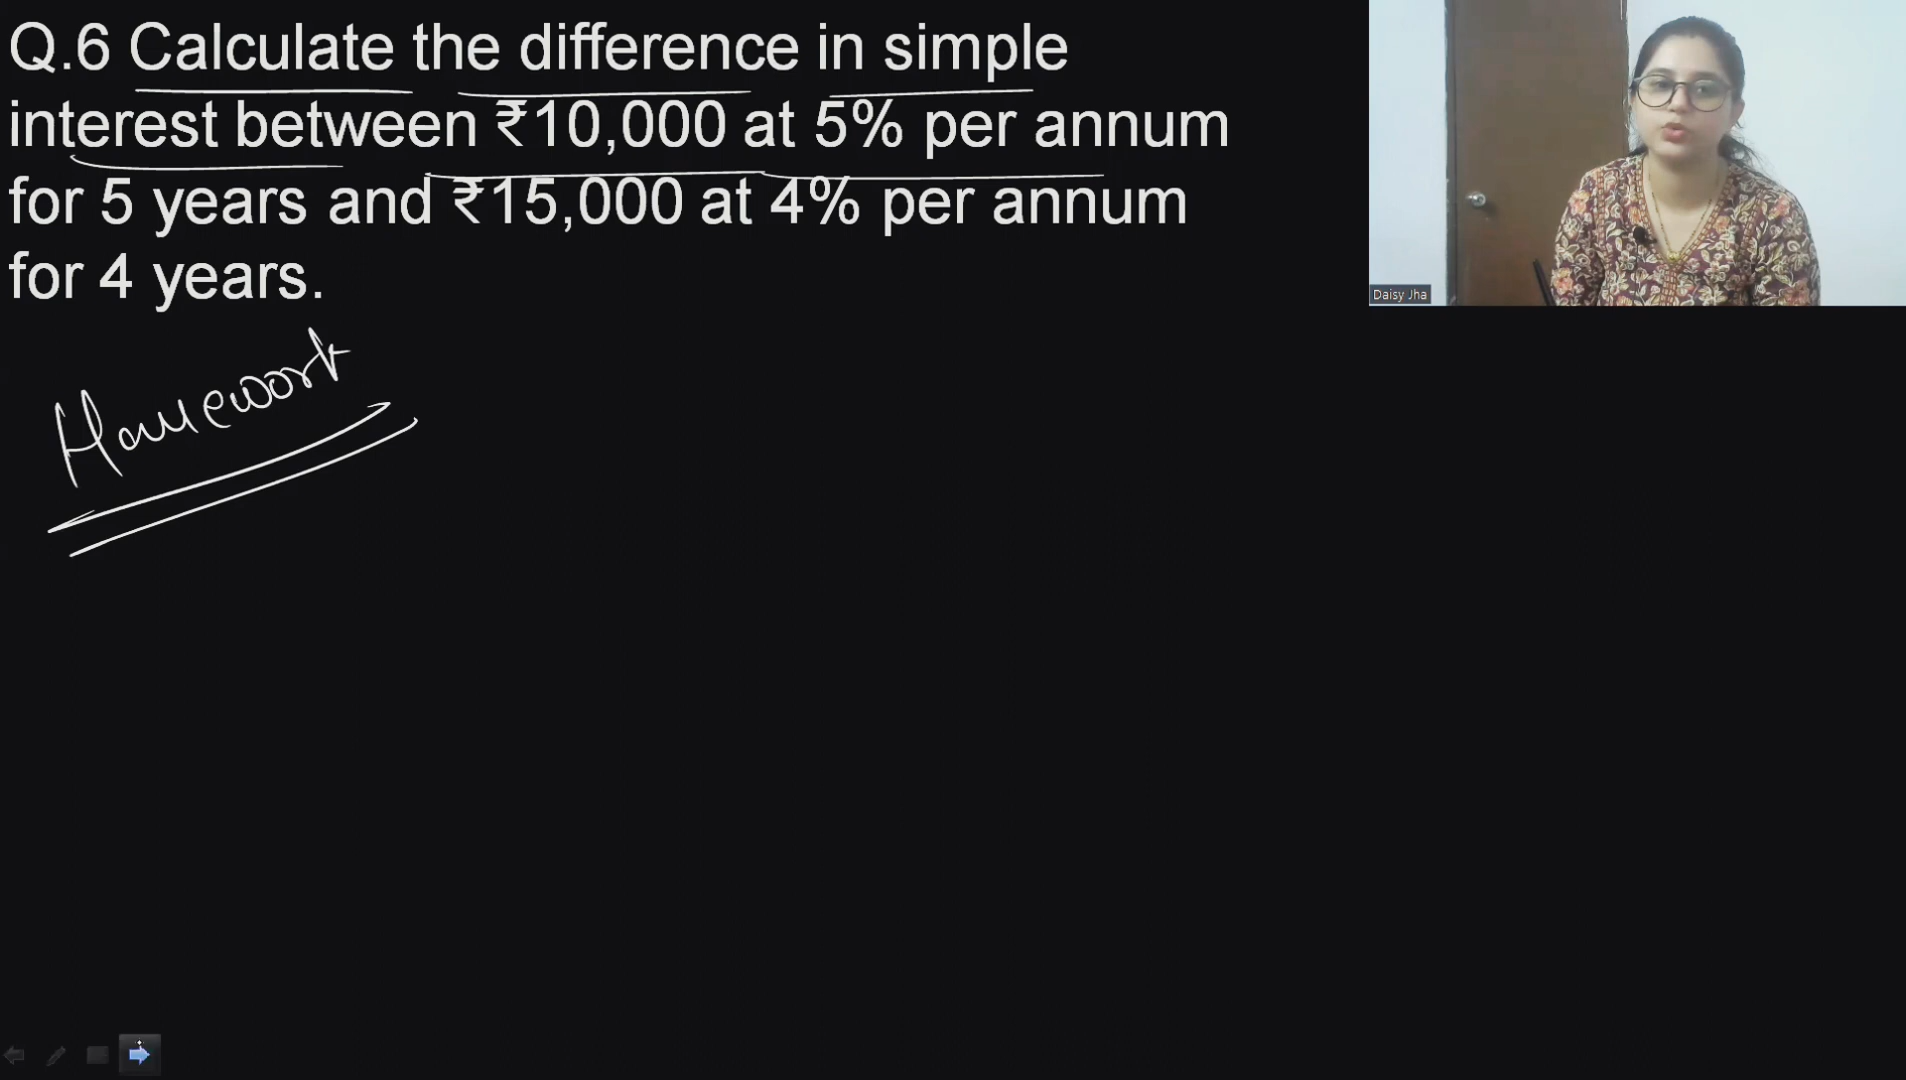 Q.6 Calculate the difference in simple
interest between ₹10,000 at 5% per annum
for 5 years and ₹15,000 at 4% per annum
for 4 years.
Homework
Daisy Jha